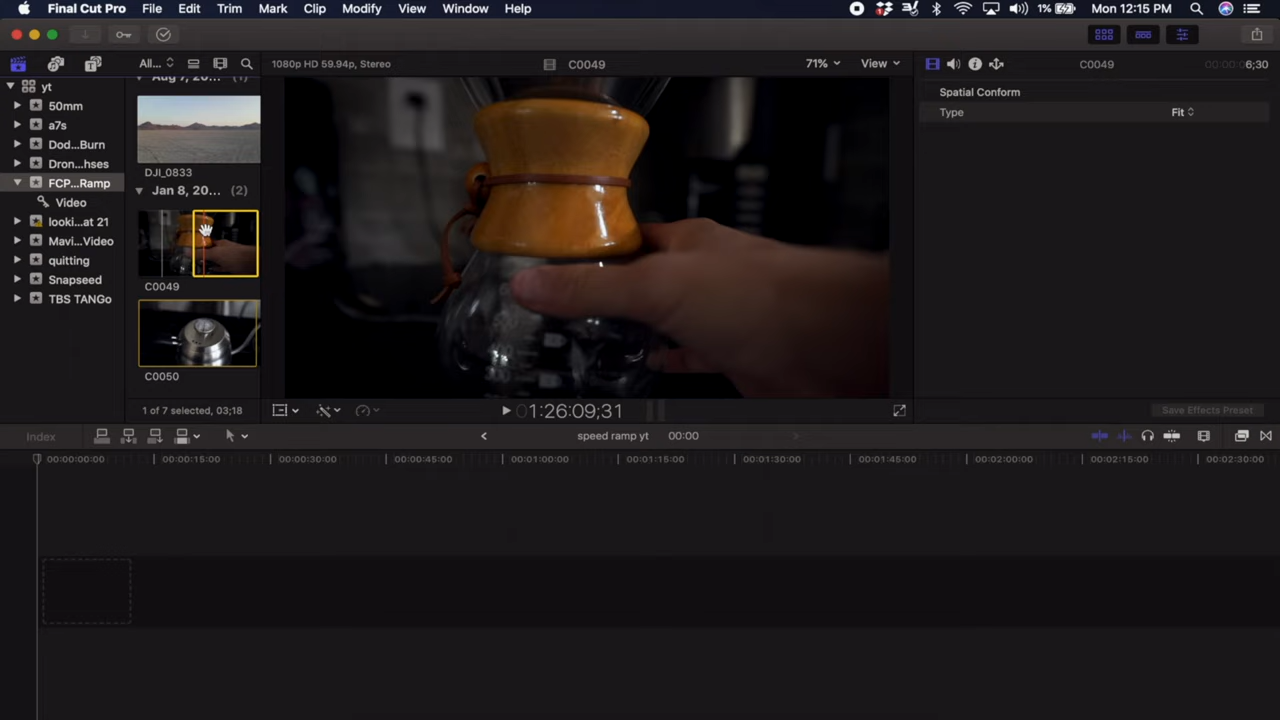 Final Cut Pro File Edit Trim Mark Clip Modify View Window Help 1% Mon 12:15 PM
All... 1080p HD 59.94p, Stereo C0049 71% View C0049 6;30
yt
50mm
a7s
Dod...Burn
Dron...hses
FCP...Ramp
Video
looki...at 21
Mavi...Video
quitting
Snapseed
TBS TANGo
Aug 7, 20... (1)
DJI_0833
Jan 8, 20... (2)
C0049
C0050
1 of 7 selected, 03;18
1:26:09;31
Spatial Conform
Type Fit
Save Effects Preset
Index speed ramp yt 00:00
00:00:00:00 00:00:15:00 00:00:30:00 00:00:45:00 00:01:00:00 00:01:15:00 00:01:30:00 00:01:45:00 00:02:00:00 00:02:15:00 00:02:30:00